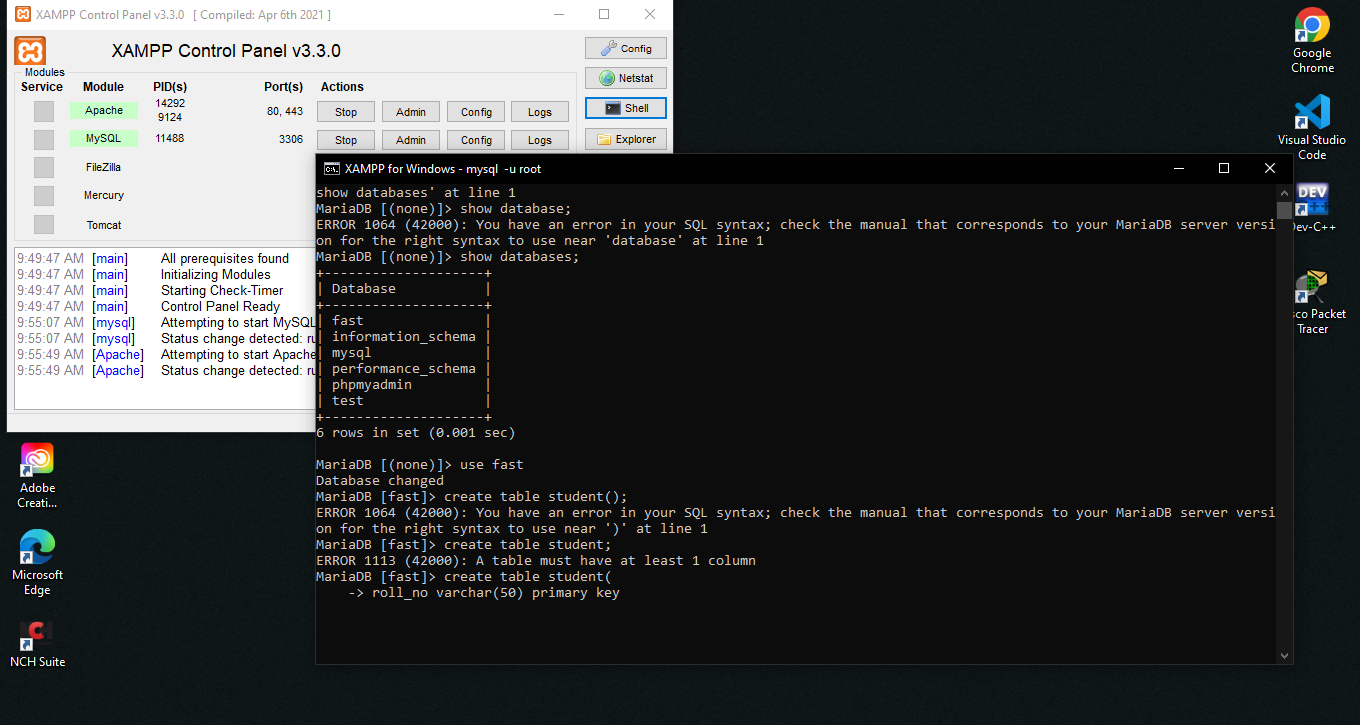 XAMPP Control Panel v3.3.0 [ Compiled: Apr 6th 2021 ]
XAMPP Control Panel v3.3.0
Config
Modules
Service Module PID(s) Port(s) Actions
Netstat
Apache 14292 9124 80, 443 Stop Admin Config Logs
Shell
MySQL 11488 3306 Stop Admin Config Logs
Explorer
FileZilla
Mercury
Tomcat
9:49:47 AM [main] All prerequisites found
9:49:47 AM [main] Initializing Modules
9:49:47 AM [main] Starting Check-Timer
9:49:47 AM [main] Control Panel Ready
9:55:07 AM [mysql] Attempting to start MySQL
9:55:07 AM [mysql] Status change detected: ru
9:55:49 AM [Apache] Attempting to start Apache
9:55:49 AM [Apache] Status change detected: ru
XAMPP for Windows - mysql -u root
show databases' at line 1
MariaDB [(none)]> show database;
ERROR 1064 (42000): You have an error in your SQL syntax; check the manual that corresponds to your MariaDB server versi
on for the right syntax to use near 'database' at line 1
MariaDB [(none)]> show databases;
+--------------------+
| Database           |
+--------------------+
| fast               |
| information_schema |
| mysql              |
| performance_schema |
| phpmyadmin         |
| test               |
+--------------------+
6 rows in set (0.001 sec)
MariaDB [(none)]> use fast
Database changed
MariaDB [fast]> create table student();
ERROR 1064 (42000): You have an error in your SQL syntax; check the manual that corresponds to your MariaDB server versi
on for the right syntax to use near ')' at line 1
MariaDB [fast]> create table student;
ERROR 1113 (42000): A table must have at least 1 column
MariaDB [fast]> create table student(
-> roll_no varchar(50) primary key
Google
Chrome
Visual Studio
Code
DEV
Dev-C++
sco Packet
Tracer
Adobe
Creati...
Microsoft
Edge
NCH Suite